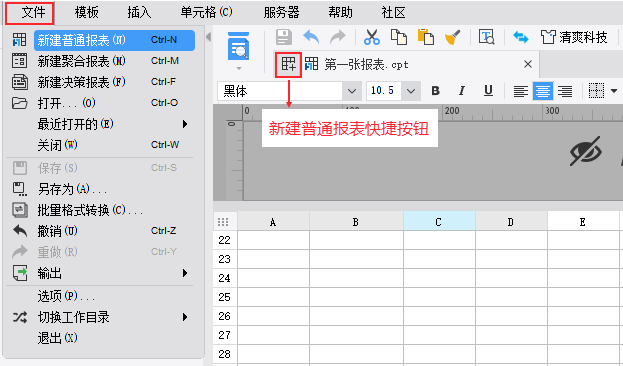 文件 模板 插入 单元格(C) 服务器 帮助 社区
新建普通报表(N) Ctrl-N
新建聚合报表(M) Ctrl-M
新建决策报表(F) Ctrl-F
打开...(O) Ctrl-O
最近打开的(E)
关闭(W) Ctrl-W
保存(S) Ctrl-S
另存为(A)...
批量格式转换(C)...
撤销(U) Ctrl-Z
重做(R) Ctrl-Y
输出
选项(P)...
切换工作目录
退出(X)
清爽科技
第一张报表.cpt
黑体 10.5 B I U
0 100 200 300
新建普通报表快捷按钮
A B C D E
22
23
24
25
26
27
28